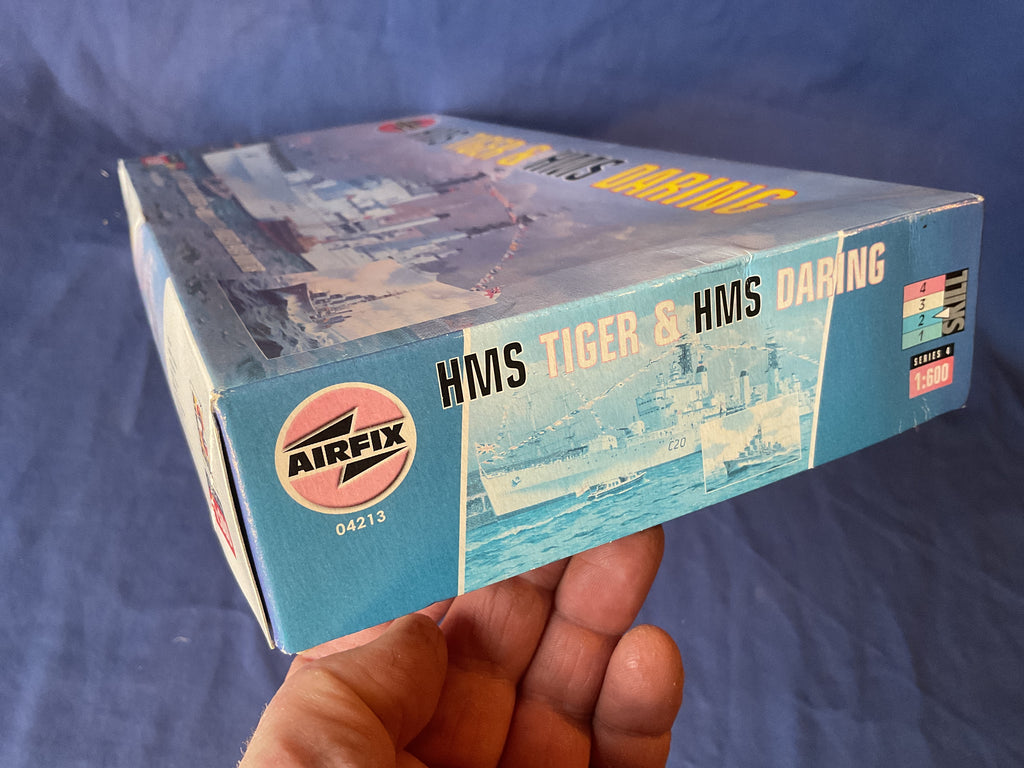 HMS TIGER & HMS DARING
HMS TIGER & HMS DARING
AIRFIX
04213
C20
4
3
2
1
SKILL
SERIES 4
1:600